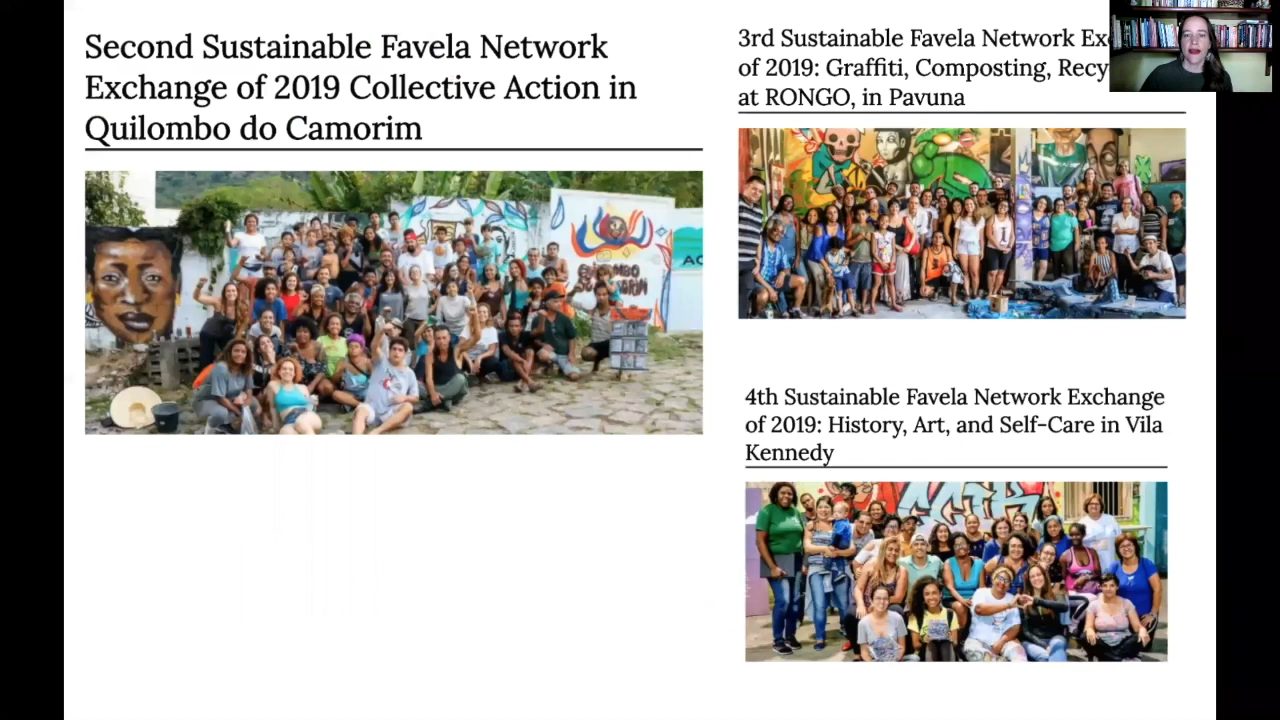 Second Sustainable Favela Network
Exchange of 2019 Collective Action in
Quilombo do Camorim
3rd Sustainable Favela Network
of 2019: Graffiti, Composting,
at RONGO, in Pavuna
4th Sustainable Favela Network Exchange
of 2019: History, Art, and Self-Care in Vila
Kennedy